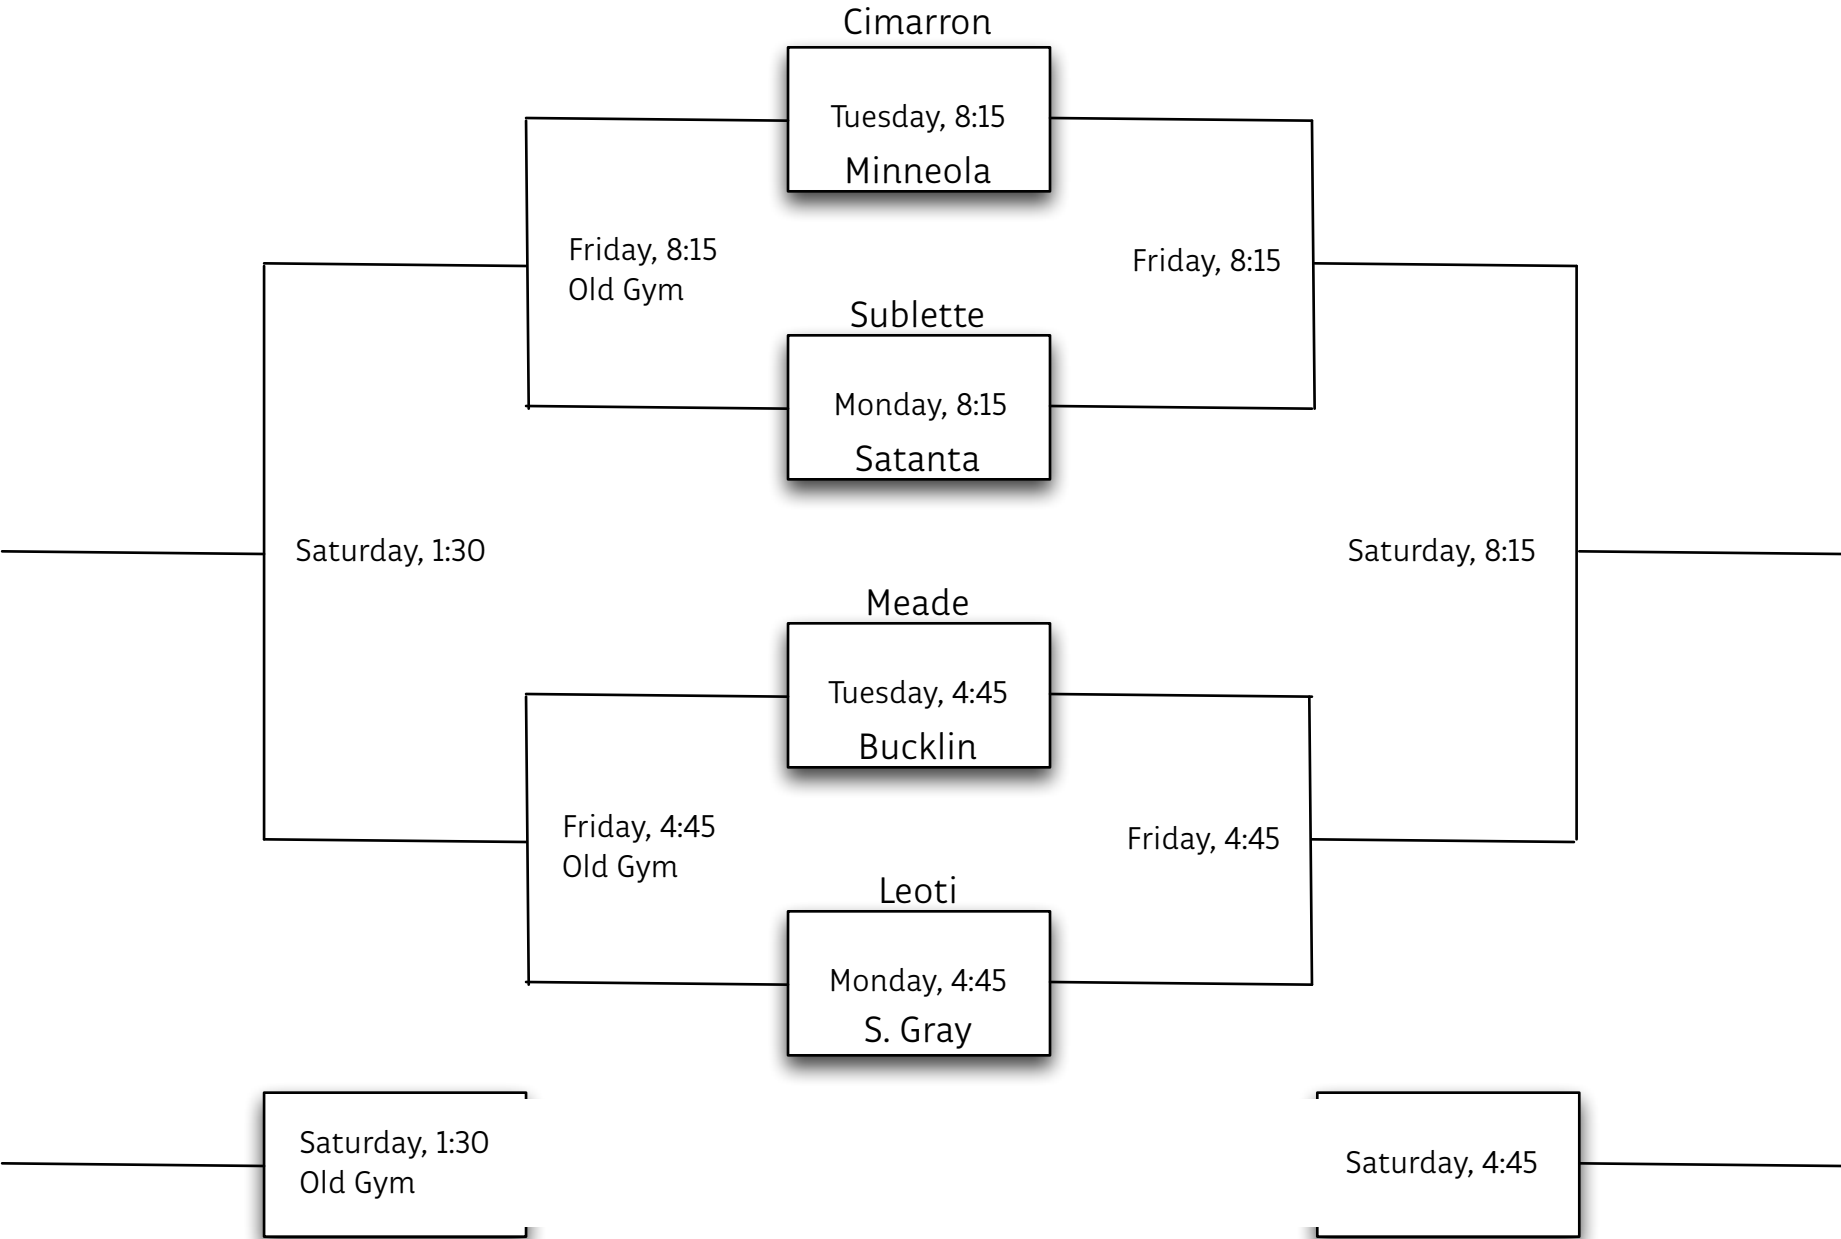 Cimarron
Tuesday, 8:15
Minneola
Friday, 8:15
Old Gym
Friday, 8:15
Sublette
Monday, 8:15
Satanta
Saturday, 1:30
Saturday, 8:15
Meade
Tuesday, 4:45
Bucklin
Friday, 4:45
Old Gym
Friday, 4:45
Leoti
Monday, 4:45
S. Gray
Saturday, 1:30
Old Gym
Saturday, 4:45